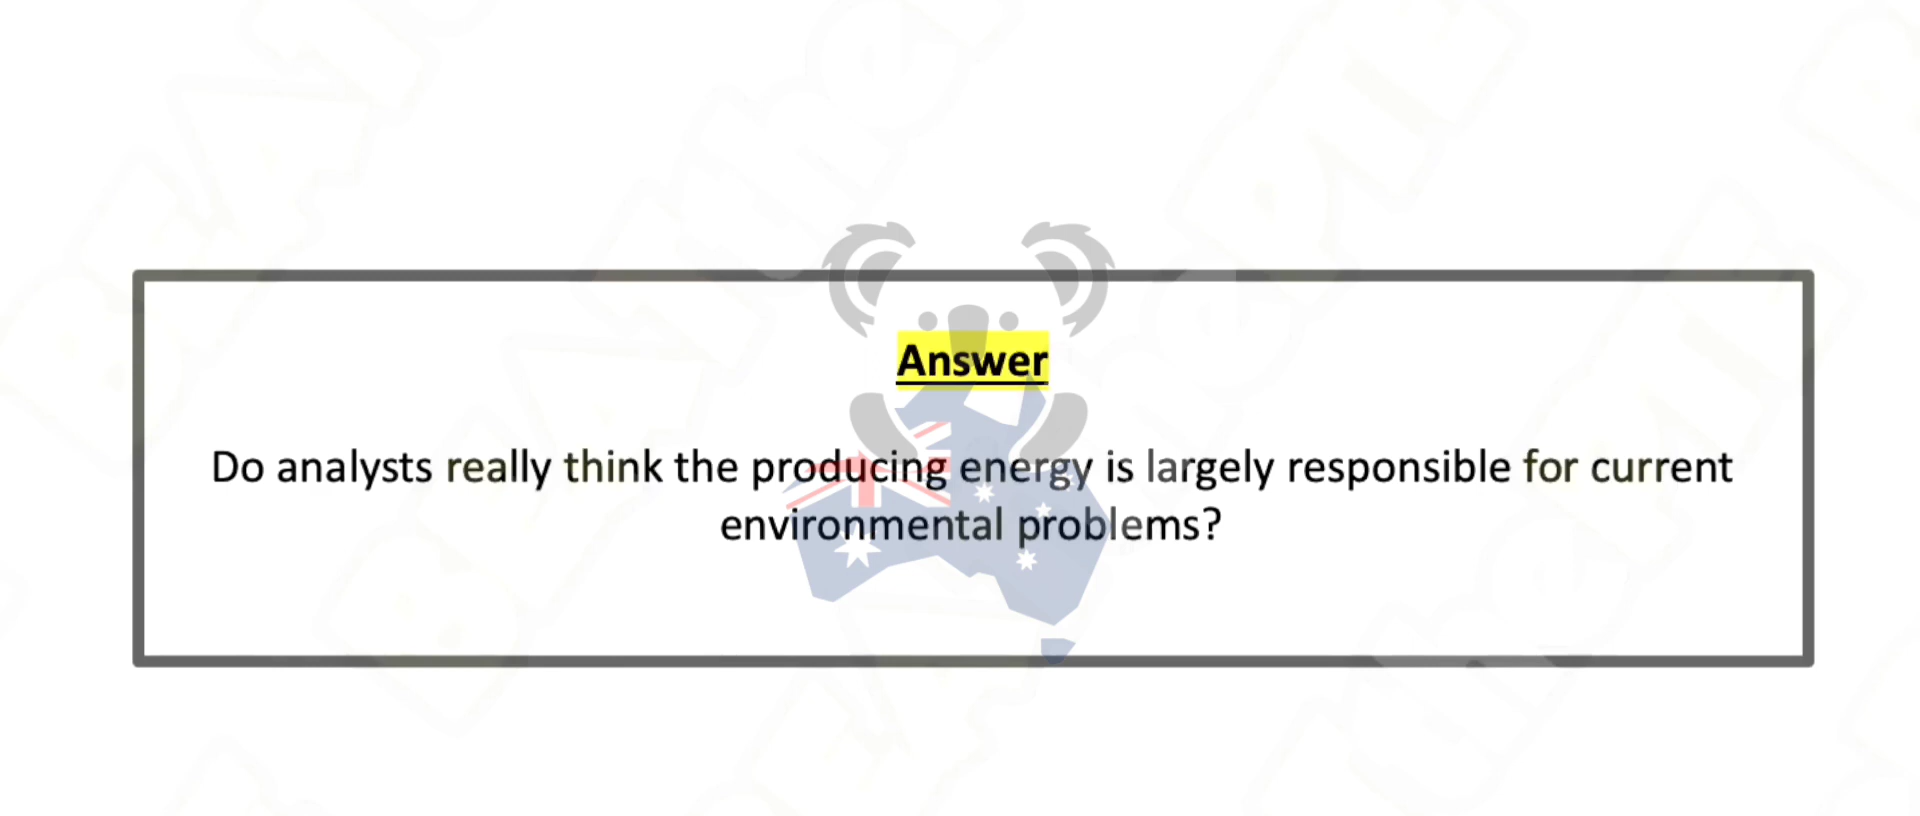 Answer
Do analysts really think the producing energy is largely responsible for current
environmental problems?